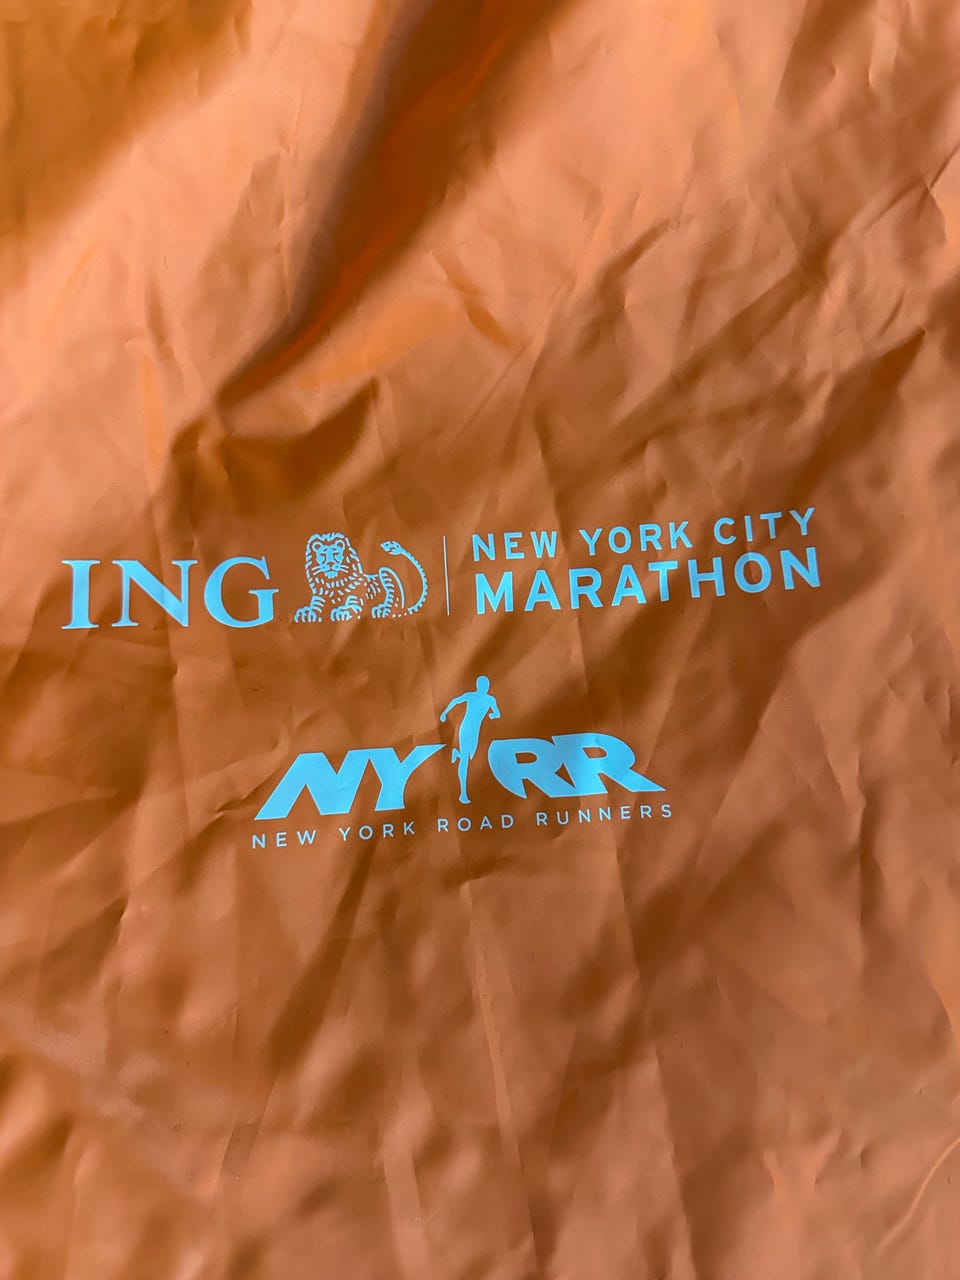 ING
NEW YORK CITY
MARATHON
NYRR
NEW YORK ROAD RUNNERS